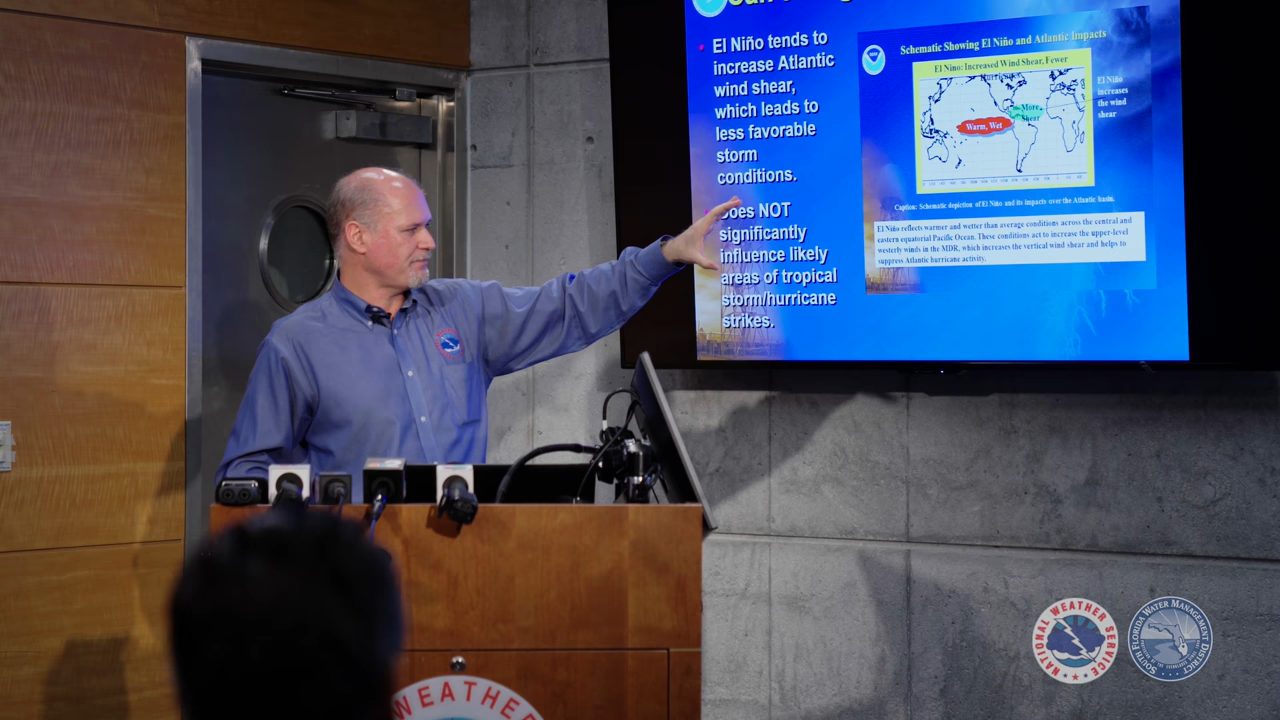 El Niño tends to
increase Atlantic
wind shear,
which leads to
less favorable
storm
conditions.
Does NOT
significantly
influence likely
areas of tropical
storm/hurricane
strikes.
Schematic Showing El Niño and Atlantic Impacts
El Nino: Increased Wind Shear, Fewer
Hurricanes
Warm, Wet
More
Shear
El Niño
increases
the wind
shear
Caption: Schematic depiction of El Niño and its impacts over the Atlantic basin.
El Niño reflects warmer and wetter than average conditions across the central and
eastern equatorial Pacific Ocean. These conditions act to increase the upper-level
westerly winds in the MDR, which increases the vertical wind shear and helps to
suppress Atlantic hurricane activity.
WEATHER
NATIONAL WEATHER SERVICE
SOUTH FLORIDA WATER MANAGEMENT DISTRICT